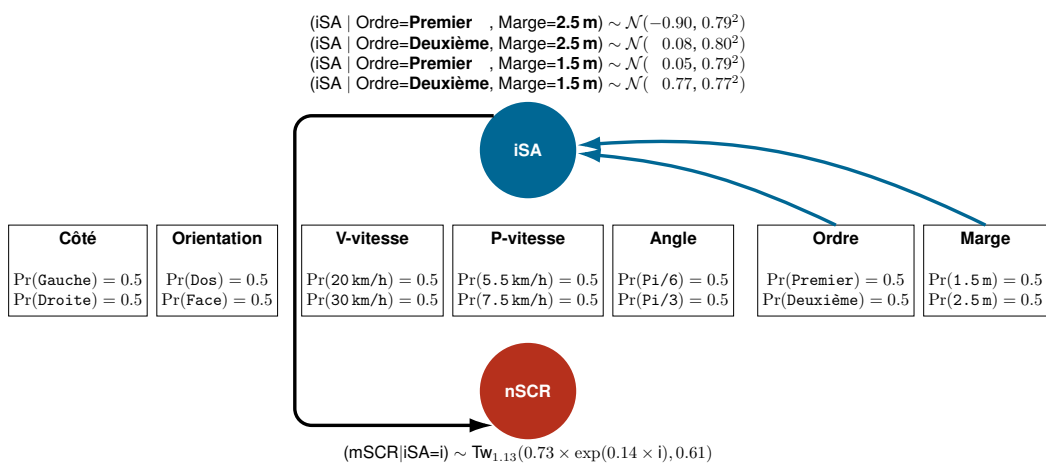 (iSA | Ordre=Premier , Marge=2.5 m) ∼ 𝒩(−0.90, 0.79²)
(iSA | Ordre=Deuxième, Marge=2.5 m) ∼ 𝒩( 0.08, 0.80²)
(iSA | Ordre=Premier , Marge=1.5 m) ∼ 𝒩( 0.05, 0.79²)
(iSA | Ordre=Deuxième, Marge=1.5 m) ∼ 𝒩( 0.77, 0.77²)
iSA
Côté
Pr(Gauche) = 0.5
Pr(Droite) = 0.5
Orientation
Pr(Dos) = 0.5
Pr(Face) = 0.5
V-vitesse
Pr(20 km/h) = 0.5
Pr(30 km/h) = 0.5
P-vitesse
Pr(5.5 km/h) = 0.5
Pr(7.5 km/h) = 0.5
Angle
Pr(Pi/6) = 0.5
Pr(Pi/3) = 0.5
Ordre
Pr(Premier) = 0.5
Pr(Deuxième) = 0.5
Marge
Pr(1.5 m) = 0.5
Pr(2.5 m) = 0.5
nSCR
(mSCR|iSA=i) ∼ Tw₁.₁₃(0.73 × exp(0.14 × i), 0.61)